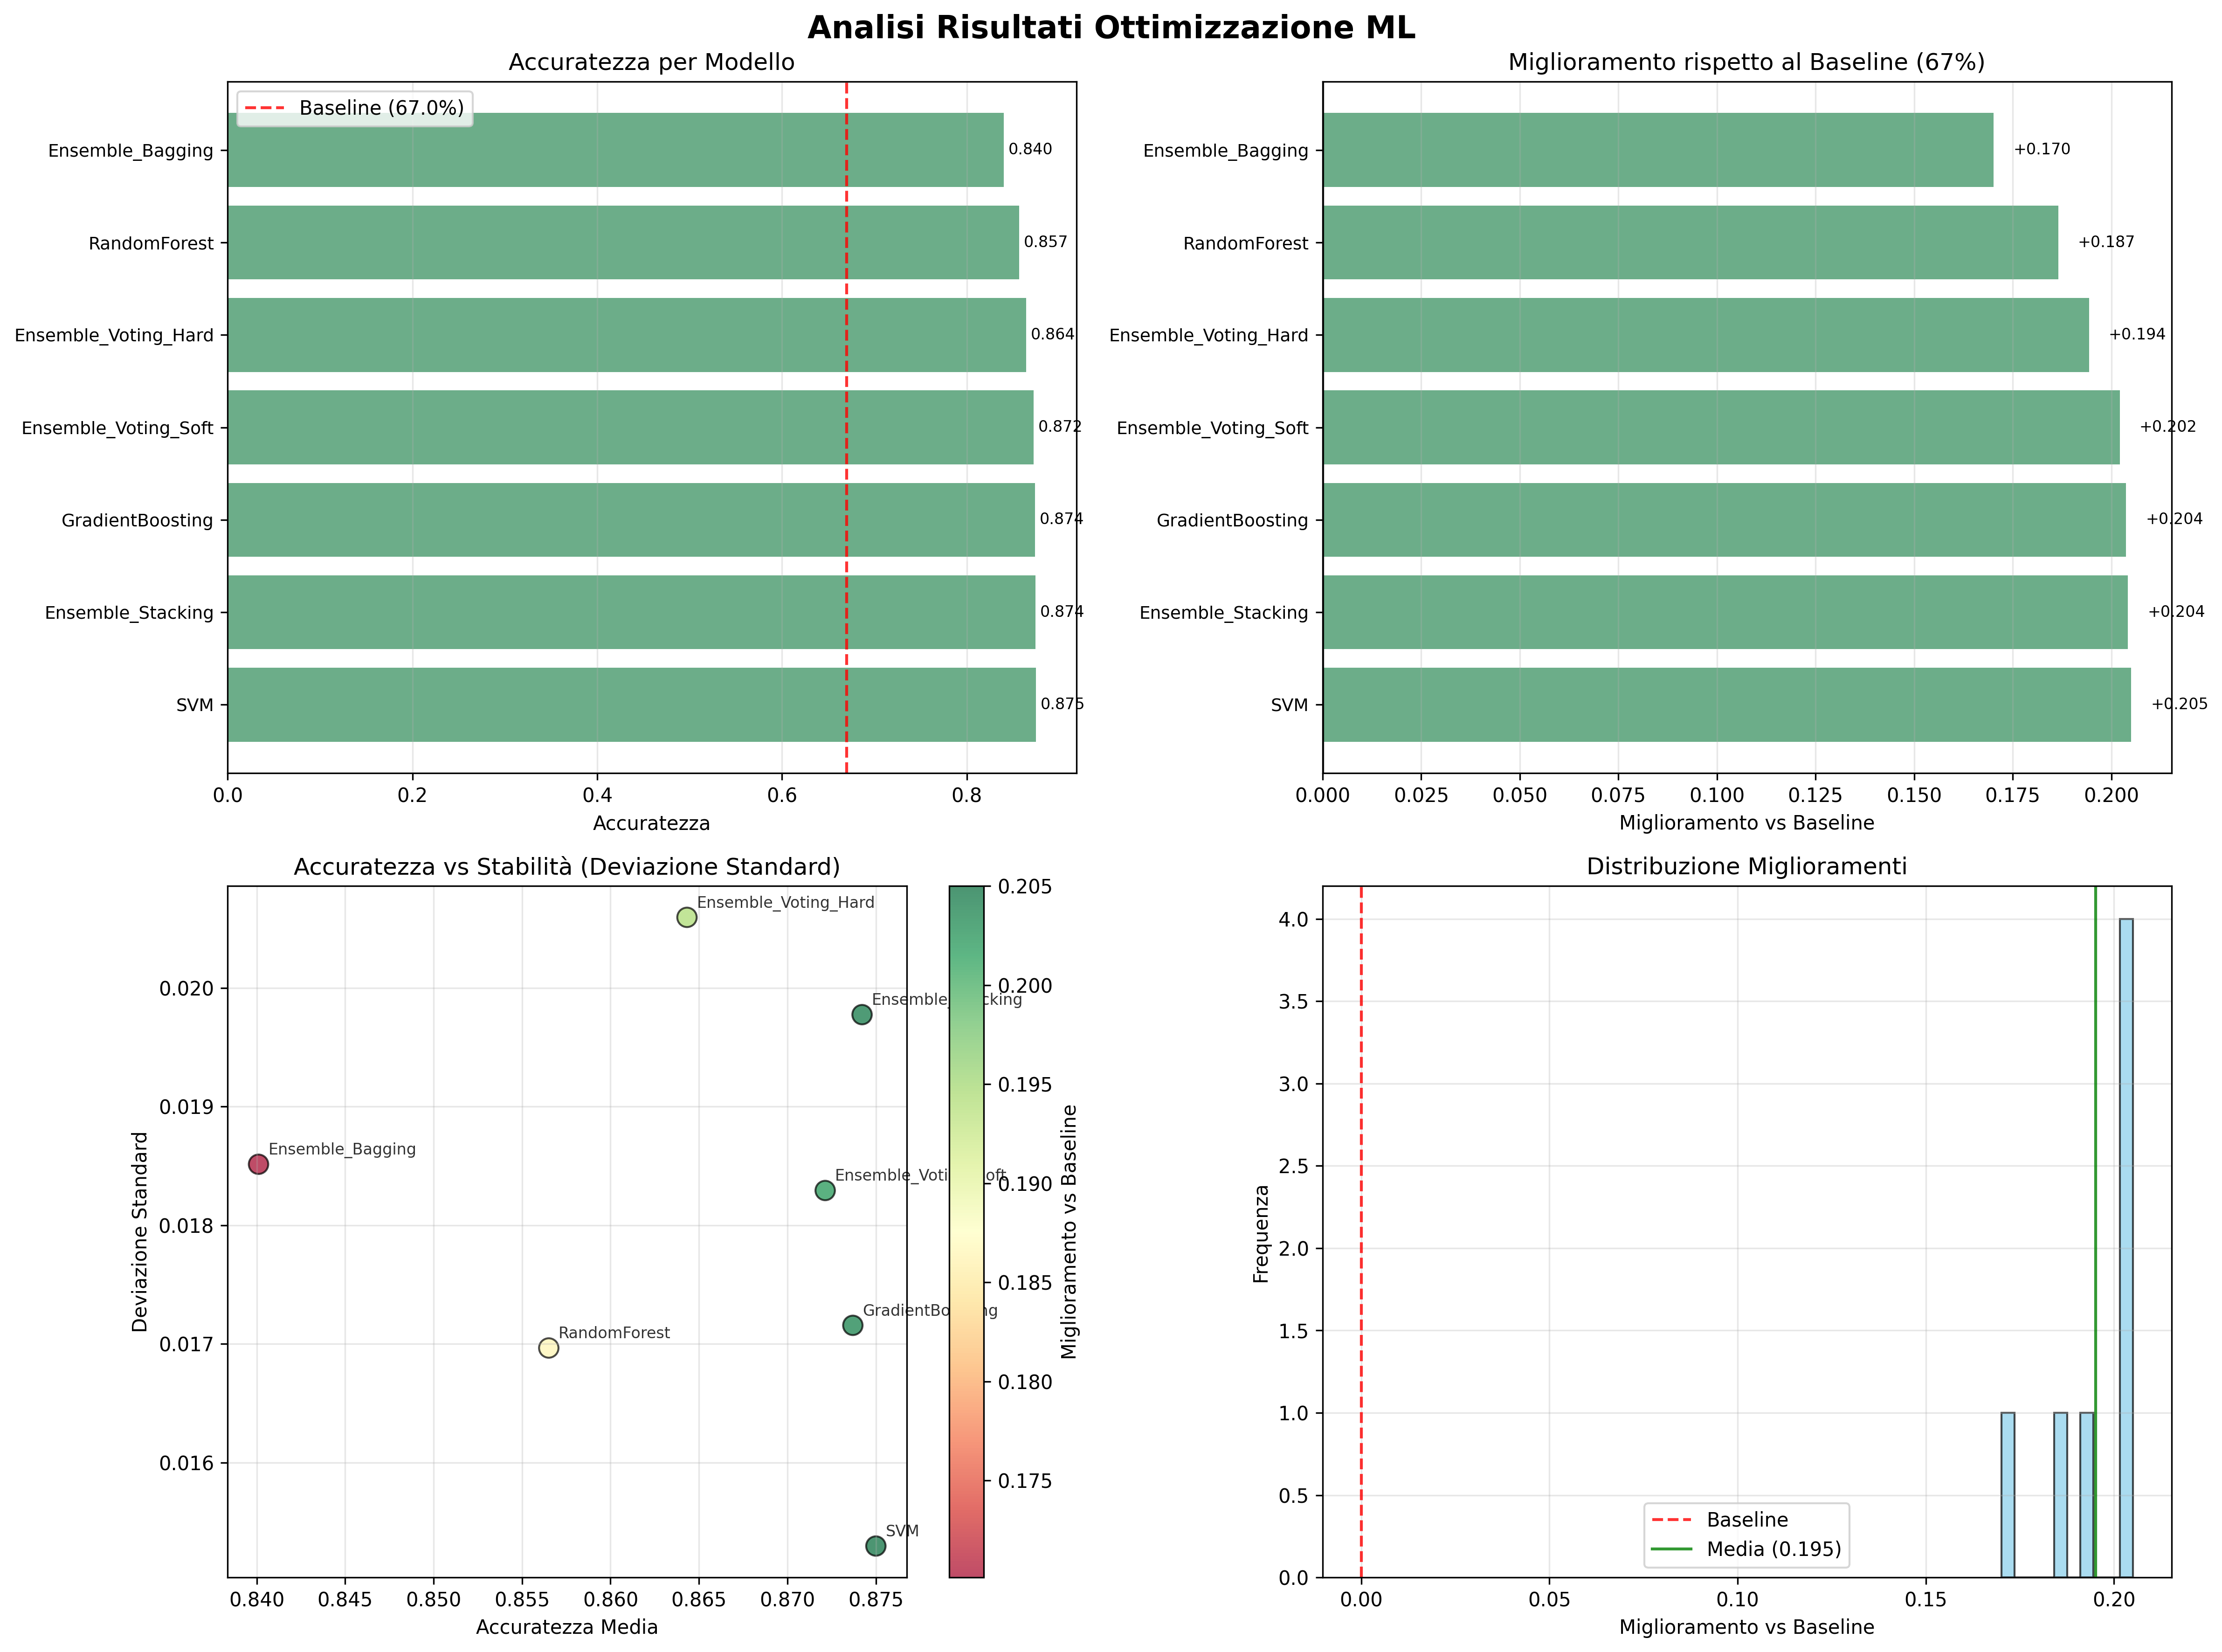 Analisi Risultati Ottimizzazione ML
Accuratezza per Modello
Baseline (67.0%)
Ensemble_Bagging
0.840
RandomForest
0.857
Ensemble_Voting_Hard
0.864
Ensemble_Voting_Soft
0.872
GradientBoosting
0.874
Ensemble_Stacking
0.874
SVM
0.875
0.0 0.2 0.4 0.6 0.8
Accuratezza
Miglioramento rispetto al Baseline (67%)
Ensemble_Bagging
+0.170
RandomForest
+0.187
Ensemble_Voting_Hard
+0.194
Ensemble_Voting_Soft
+0.202
GradientBoosting
+0.204
Ensemble_Stacking
+0.204
SVM
+0.205
0.000 0.025 0.050 0.075 0.100 0.125 0.150 0.175 0.200
Miglioramento vs Baseline
Accuratezza vs Stabilità (Deviazione Standard)
Deviazione Standard
0.020
0.019
0.018
0.017
0.016
Ensemble_Voting_Hard
Ensemble_Stacking
Ensemble_Bagging
Ensemble_Voting_Soft
GradientBoosting
RandomForest
SVM
0.840 0.845 0.850 0.855 0.860 0.865 0.870 0.875
Accuratezza Media
0.205
0.200
0.195
0.190
0.185
0.180
0.175
Miglioramento vs Baseline
Distribuzione Miglioramenti
Frequenza
4.0
3.5
3.0
2.5
2.0
1.5
1.0
0.5
0.0
Baseline
Media (0.195)
0.00 0.05 0.10 0.15 0.20
Miglioramento vs Baseline